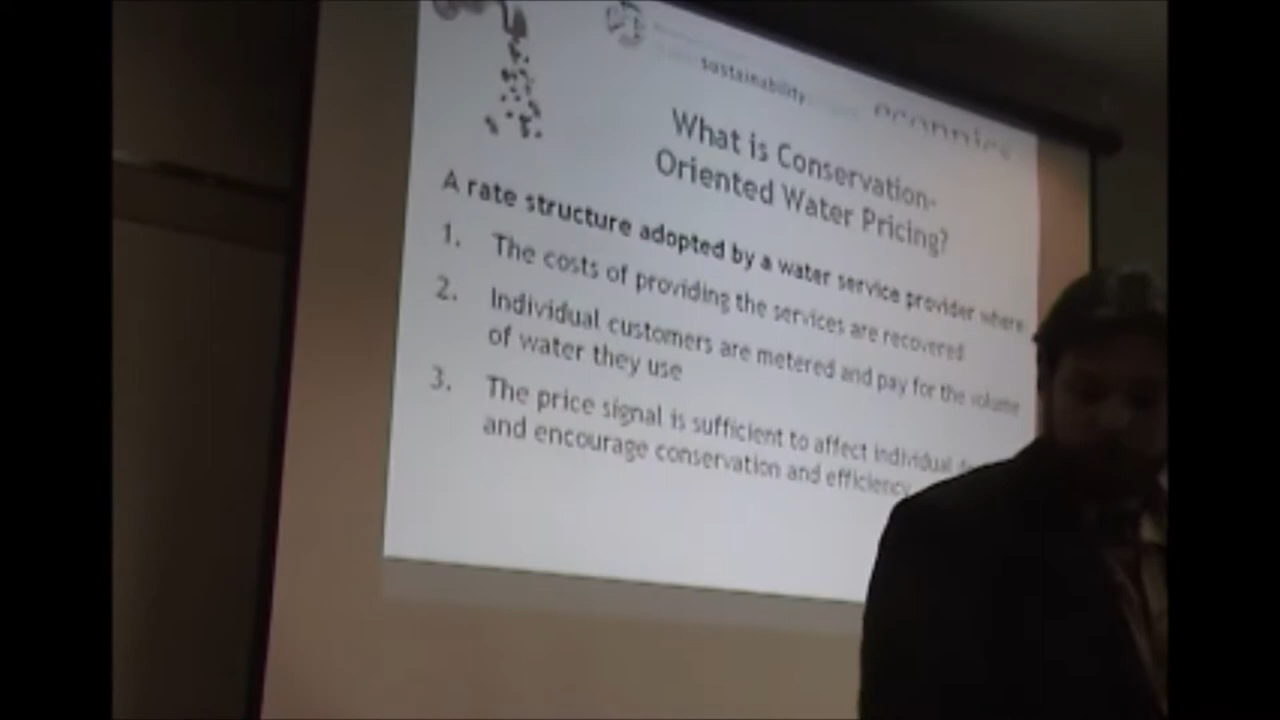 sustainability
econnics
What is Conservation-
Oriented Water Pricing?
A rate structure adopted by a water service provider where
1. The costs of providing the services are recovered
2. Individual customers are metered and pay for the volume
of water they use
3. The price signal is sufficient to affect individual
and encourage conservation and efficiency